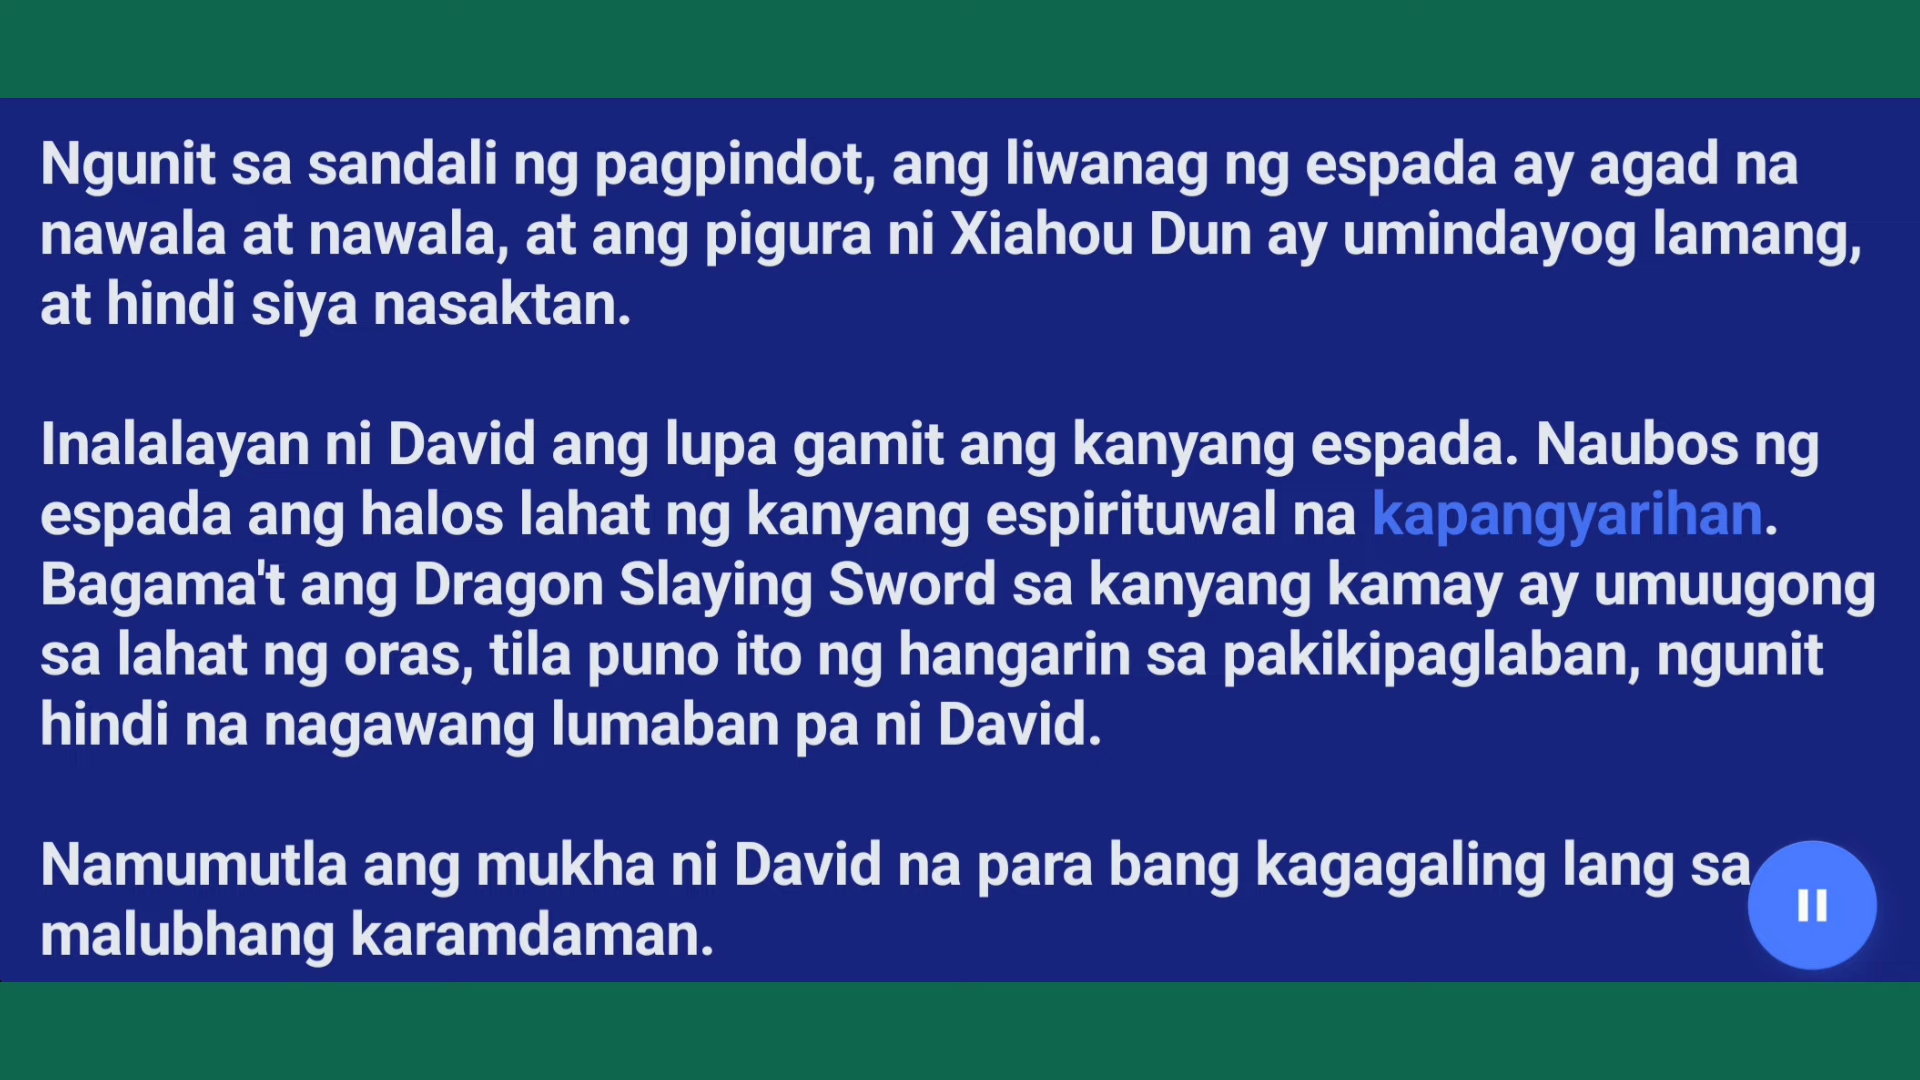 Ngunit sa sandali ng pagpindot, ang liwanag ng espada ay agad na
nawala at nawala, at ang pigura ni Xiahou Dun ay umindayog lamang,
at hindi siya nasaktan.
Inalalayan ni David ang lupa gamit ang kanyang espada. Naubos ng
espada ang halos lahat ng kanyang espirituwal na kapangyarihan.
Bagama't ang Dragon Slaying Sword sa kanyang kamay ay umuugong
sa lahat ng oras, tila puno ito ng hangarin sa pakikipaglaban, ngunit
hindi na nagawang lumaban pa ni David.
Namumutla ang mukha ni David na para bang kagagaling lang sa
malubhang karamdaman.